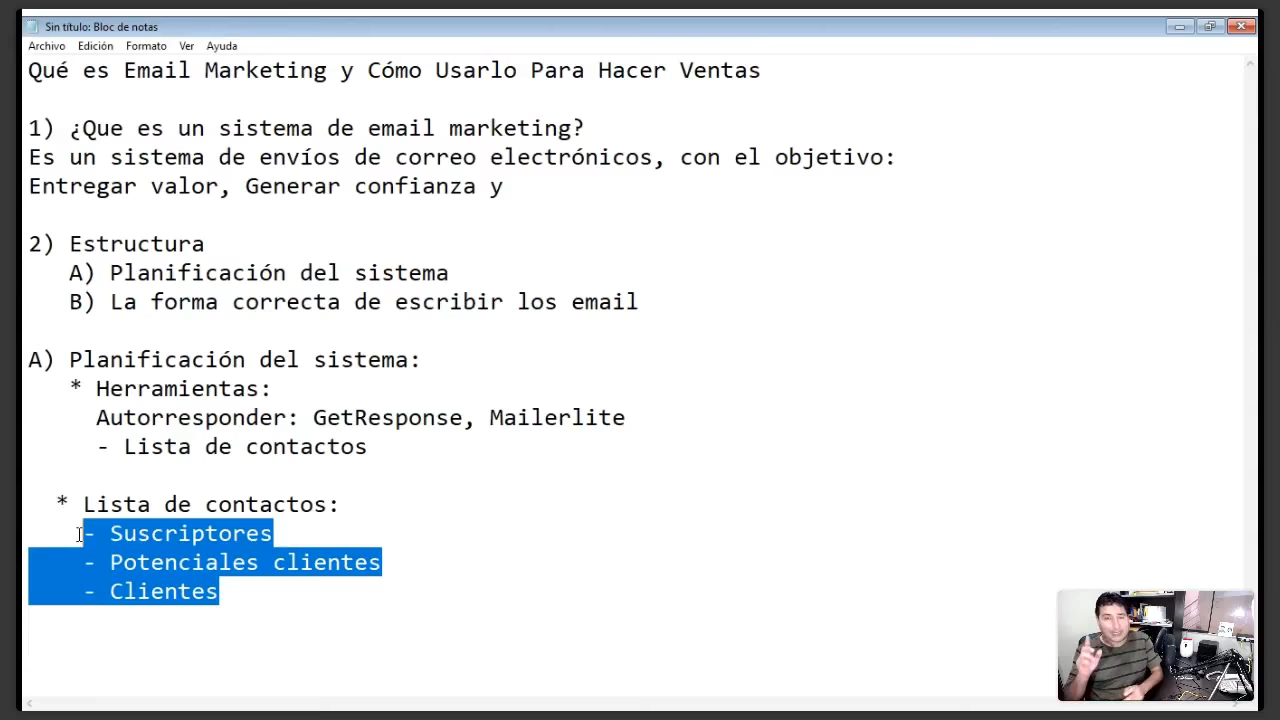 Sin título: Bloc de notas
Archivo Edición Formato Ver Ayuda
Qué es Email Marketing y Cómo Usarlo Para Hacer Ventas
1) ¿Que es un sistema de email marketing?
Es un sistema de envíos de correo electrónicos, con el objetivo:
Entregar valor, Generar confianza y
2) Estructura
A) Planificación del sistema
B) La forma correcta de escribir los email
A) Planificación del sistema:
* Herramientas:
Autorresponder: GetResponse, Mailerlite
- Lista de contactos
* Lista de contactos:
- Suscriptores
- Potenciales clientes
- Clientes